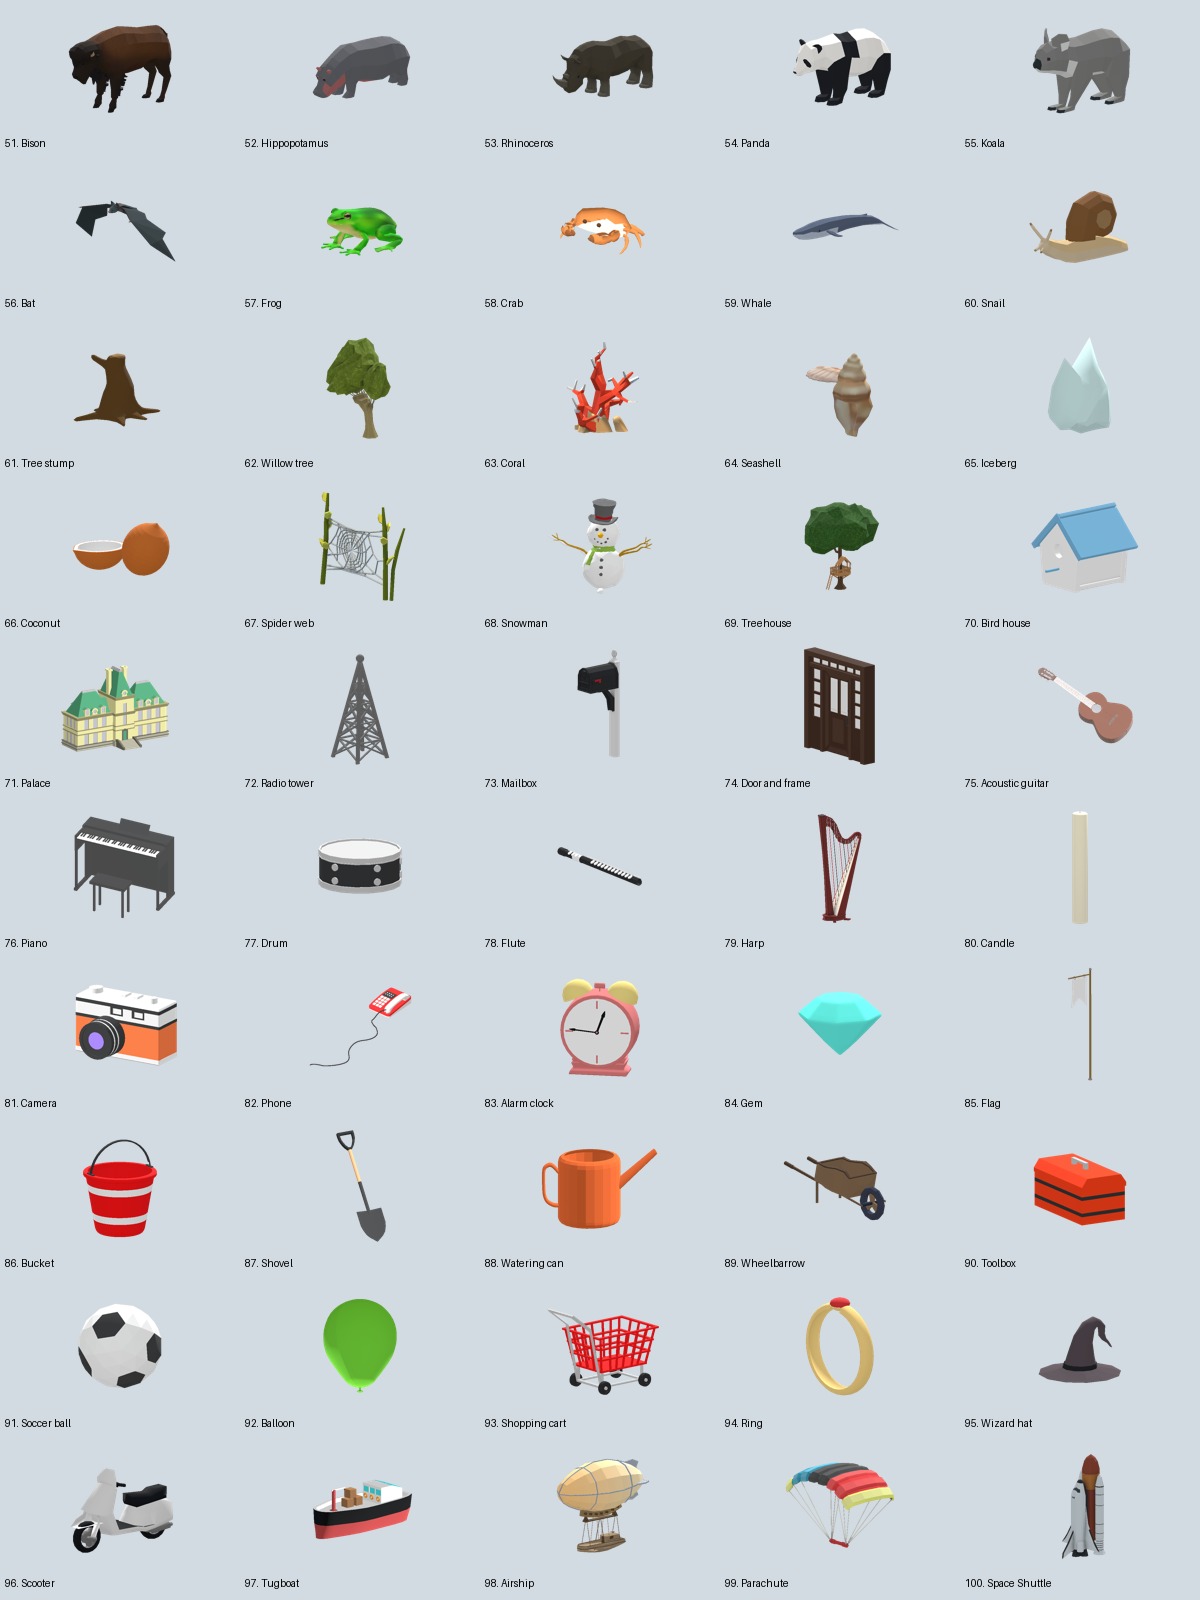 51. Bison
52. Hippopotamus
53. Rhinoceros
54. Panda
55. Koala
56. Bat
57. Frog
58. Crab
59. Whale
60. Snail
61. Tree stump
62. Willow tree
63. Coral
64. Seashell
65. Iceberg
66. Coconut
67. Spider web
68. Snowman
69. Treehouse
70. Bird house
71. Palace
72. Radio tower
73. Mailbox
74. Door and frame
75. Acoustic guitar
76. Piano
77. Drum
78. Flute
79. Harp
80. Candle
81. Camera
82. Phone
83. Alarm clock
84. Gem
85. Flag
86. Bucket
87. Shovel
88. Watering can
89. Wheelbarrow
90. Toolbox
91. Soccer ball
92. Balloon
93. Shopping cart
94. Ring
95. Wizard hat
96. Scooter
97. Tugboat
98. Airship
99. Parachute
100. Space Shuttle